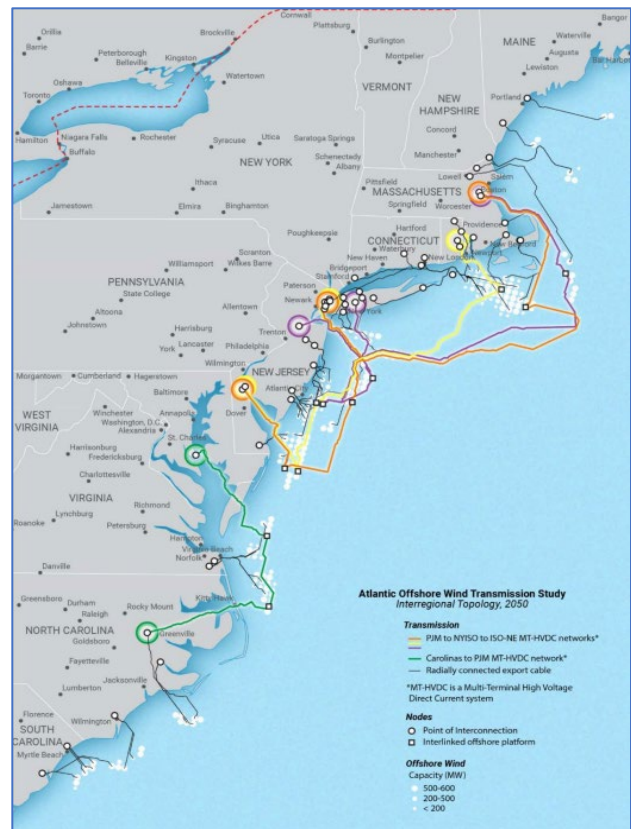 Cornwall
Plattsburg
Bangor
Orillia
Brockville
Waterville
Barrie
Burlington
MAINE
Augusta
Bar Harbor
Peterborough
Kingston
Montpelier
Lewiston
Belleville
Watertown
Oshawa
VERMONT
Toronto
NEW
HAMPSHIRE
Portland
Hamilton
Niagara Falls
Rochester
Utica
Saratoga Springs
Concord
Syracuse
Buffalo
Schenectady
Manchester
NEW YORK
Albany
Lowell
Salem
Ithaca
Pittsfield
MASSACHUSETTS
Boston
Jamestown
Elmira
Binghamton
Springfield
Worcester
Hartford
Providence
Poughkeepsie
CONNECTICUT
New Bedford
Waterbury
Newport
Scranton
New Haven
New London
Williamsport
Wilkes Barre
Bridgeport
Stamford
PENNSYLVANIA
Paterson
State College
Newark
New York
Allentown
Altoona
Trenton
Johnstown
Harrisburg
York
Lancaster
Philadelphia
Wilmington
NEW JERSEY
Morgantown
Cumberland
Hagerstown
Atlantic City
Baltimore
Dover
WEST
VIRGINIA
Winchester
Annapolis
Washington, D.C.
Alexandria
St. Charles
Harrisonburg
Fredericksburg
Charlottesville
VIRGINIA
Richmond
Lynchburg
Roanoke
Petersburg
Hampton
Virginia Beach
Norfolk
Danville
Kitty Hawk
Greensboro
Durham
Rocky Mount
Raleigh
NORTH CAROLINA
Greenville
Goldsboro
Fayetteville
Jacksonville
Lumberton
Florence
Wilmington
SOUTH
CAROLINA
Myrtle Beach
Atlantic Offshore Wind Transmission Study
Interregional Topology, 2050
Transmission
PJM to NYISO to ISO-NE MT-HVDC networks*
Carolinas to PJM MT-HVDC network*
Radially connected export cable
*MT-HVDC is a Multi-Terminal High Voltage
Direct Current system
Nodes
Point of Interconnection
Interlinked offshore platform
Offshore Wind
Capacity (MW)
500-600
200-500
< 200